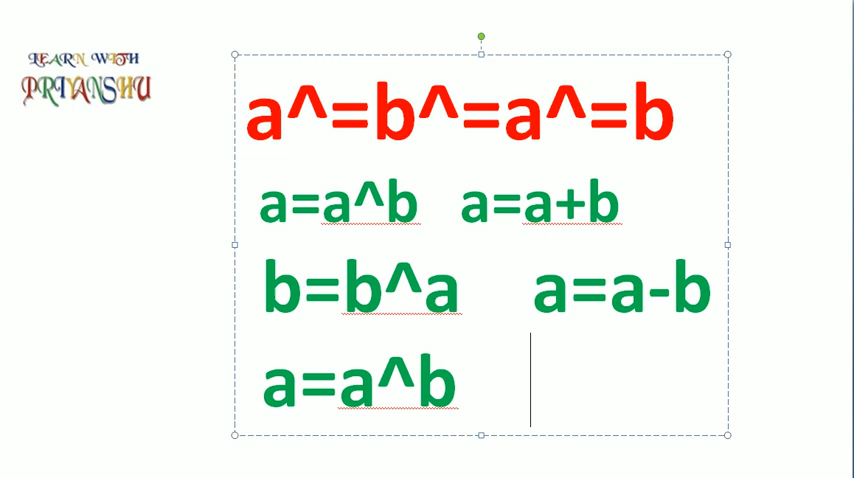 LEARN WITH
PRIYANSHU
a^=b^=a^=b
a=a^b a=a+b
b=b^a a=a-b
a=a^b